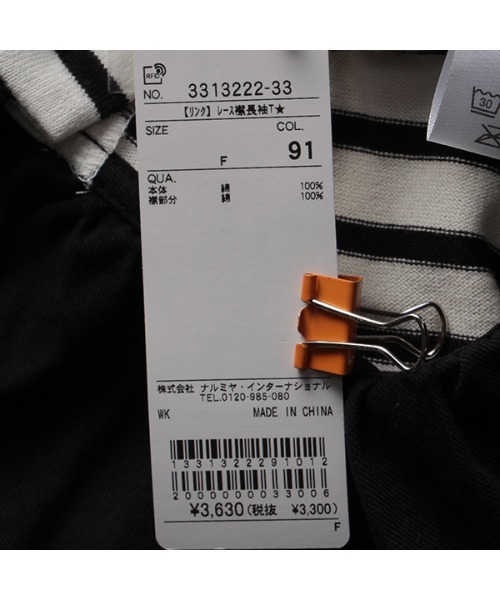 RFID
NO. 3313222-33
【リンク】レース襟長袖T★
SIZE COL.
F 91
QUA.
本体 綿 100%
襟部分 綿 100%
株式会社 ナルミヤ・インターナショナル
TEL.0120-985-080
WK MADE IN CHINA
1331322291012
2000000033006
¥3,630(税抜 ¥3,300)
F
30